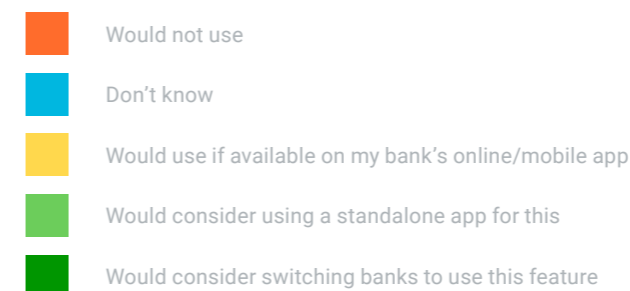 Would not use
Don’t know
Would use if available on my bank’s online/mobile app
Would consider using a standalone app for this
Would consider switching banks to use this feature